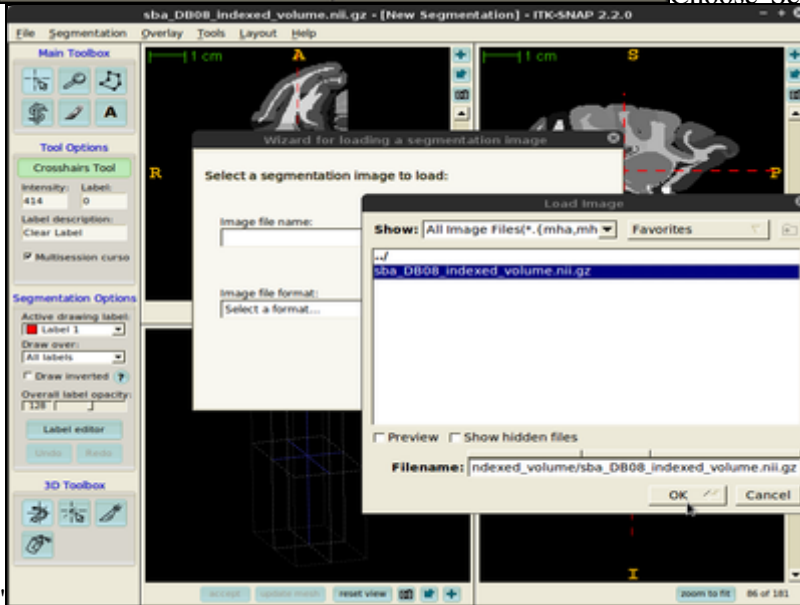 sba_DB08_indexed_volume.nii.gz - [New Segmentation] - ITK-SNAP 2.2.0
File Segmentation Overlay Tools Layout Help
Main Toolbox
A
Tool Options
Crosshairs Tool
Intensity: Label:
414 0
Label description:
Clear Label
Multisession curso
Segmentation Options
Active drawing label:
Label 1
Draw over:
All labels
Draw inverted ?
Overall label opacity:
128
Label editor
Undo Redo
3D Toolbox
1 cm
A
R
1 cm
S
P
Wizard for loading a segmentation image
Select a segmentation image to load:
Image file name:
Image file format:
Select a format...
Load Image
Show: All Image Files(*.{mha,mh Favorites
../
sba_DB08_indexed_volume.nii.gz
Preview Show hidden files
Filename: ndexed_volume/sba_DB08_indexed_volume.nii.gz
OK Cancel
accept update mesh reset view
I
zoom to fit 86 of 181